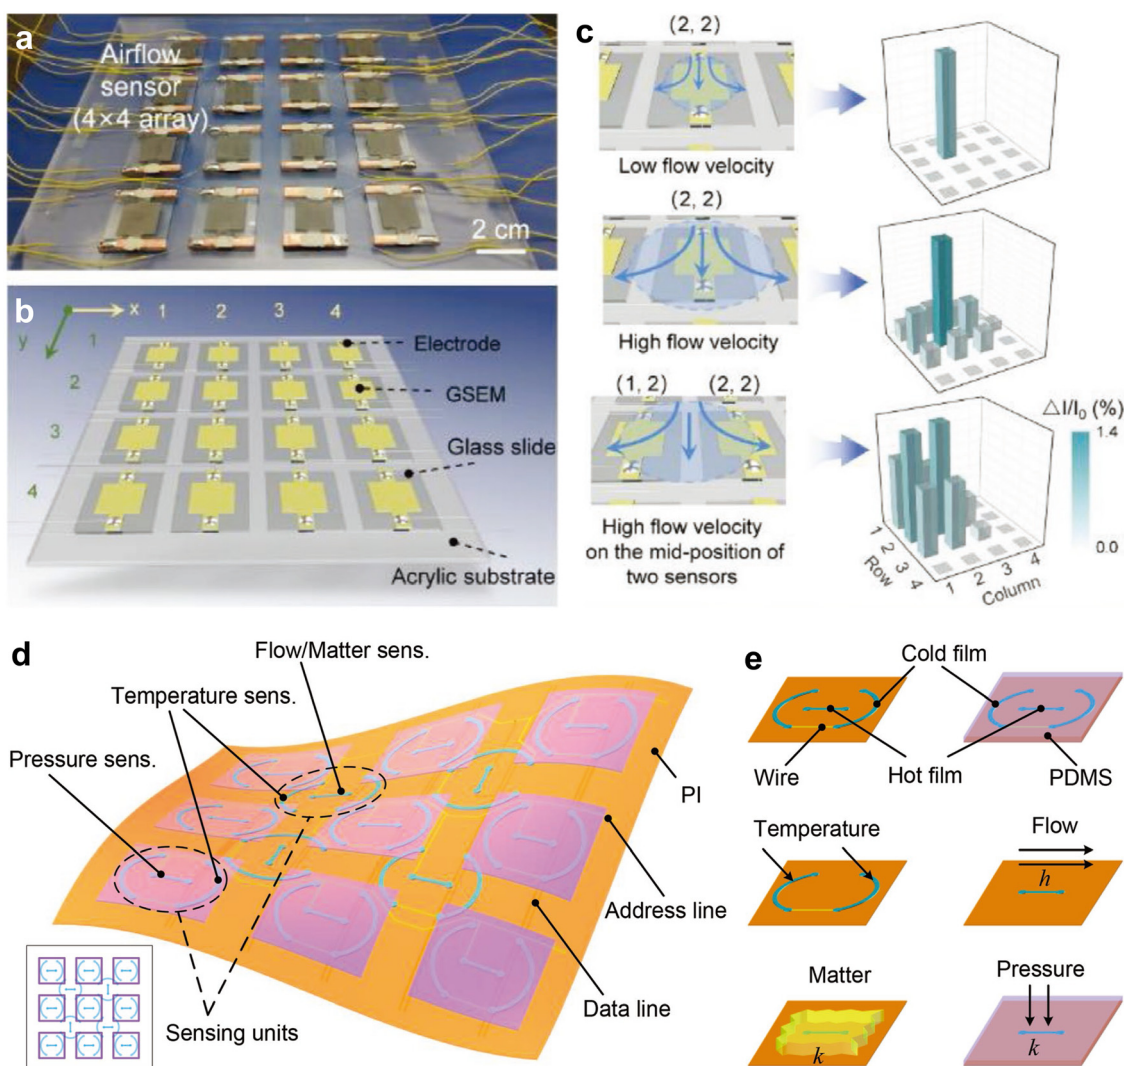 a
Airflow
sensor
(4×4 array)
2 cm
b
x
y
1
2
3
4
1
2
3
4
Electrode
GSEM
Glass slide
Acrylic substrate
c
(2, 2)
Low flow velocity
(2, 2)
High flow velocity
(1, 2) (2, 2)
High flow velocity
on the mid-position of
two sensors
△I/I₀ (%)
1.4
0.0
1
2
3
4
Row
1
2
3
4
Column
d
Flow/Matter sens.
Temperature sens.
Pressure sens.
PI
Address line
Data line
Sensing units
e
Cold film
Wire
Hot film
PDMS
Temperature
Flow
h
Matter
k
Pressure
k